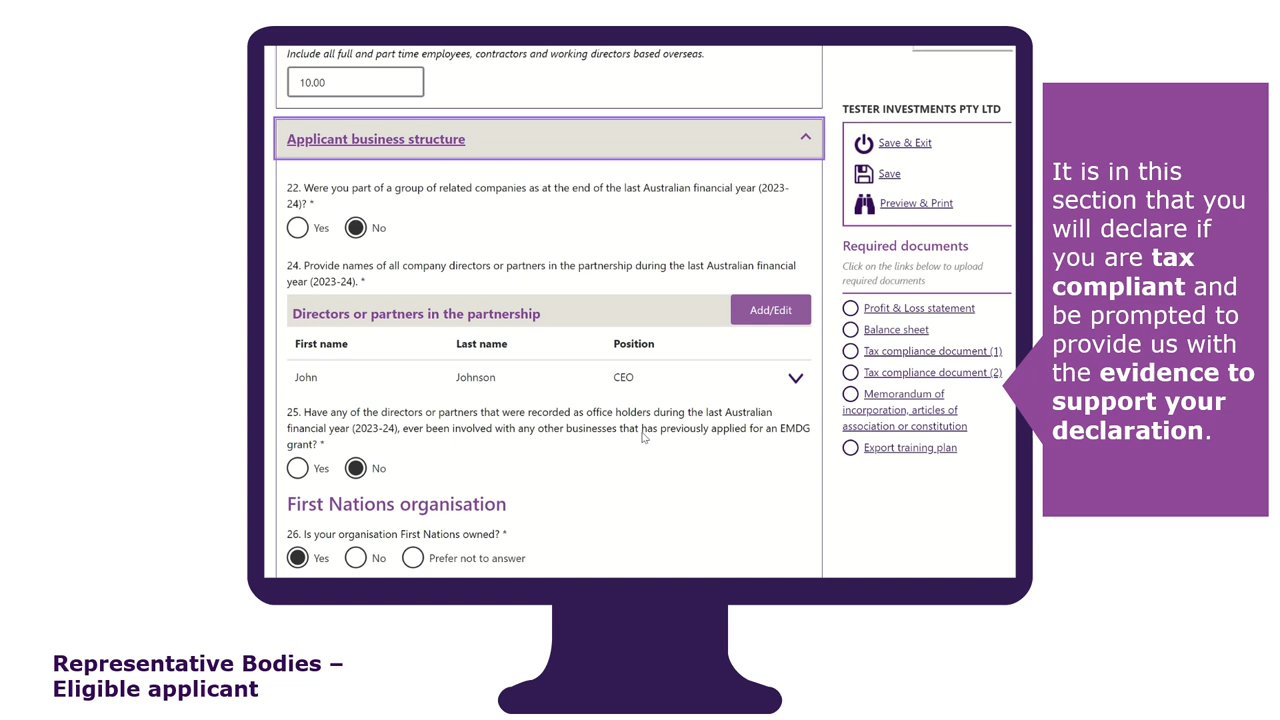 Include all full and part time employees, contractors and working directors based overseas.
10.00
Applicant business structure
22. Were you part of a group of related companies as at the end of the last Australian financial year (2023-
24)? *
Yes
No
24. Provide names of all company directors or partners in the partnership during the last Australian financial
year (2023-24). *
Directors or partners in the partnership
Add/Edit
First name
Last name
Position
John
Johnson
CEO
25. Have any of the directors or partners that were recorded as office holders during the last Australian
financial year (2023-24), ever been involved with any other businesses that has previously applied for an EMDG
grant? *
Yes
No
First Nations organisation
26. Is your organisation First Nations owned? *
Yes
No
Prefer not to answer
TESTER INVESTMENTS PTY LTD
Save & Exit
Save
Preview & Print
Required documents
Click on the links below to upload
required documents
Profit & Loss statement
Balance sheet
Tax compliance document (1)
Tax compliance document (2)
Memorandum of
incorporation, articles of
association or constitution
Export training plan
It is in this
section that you
will declare if
you are tax
compliant and
be prompted to
provide us with
the evidence to
support your
declaration.
Representative Bodies –
Eligible applicant